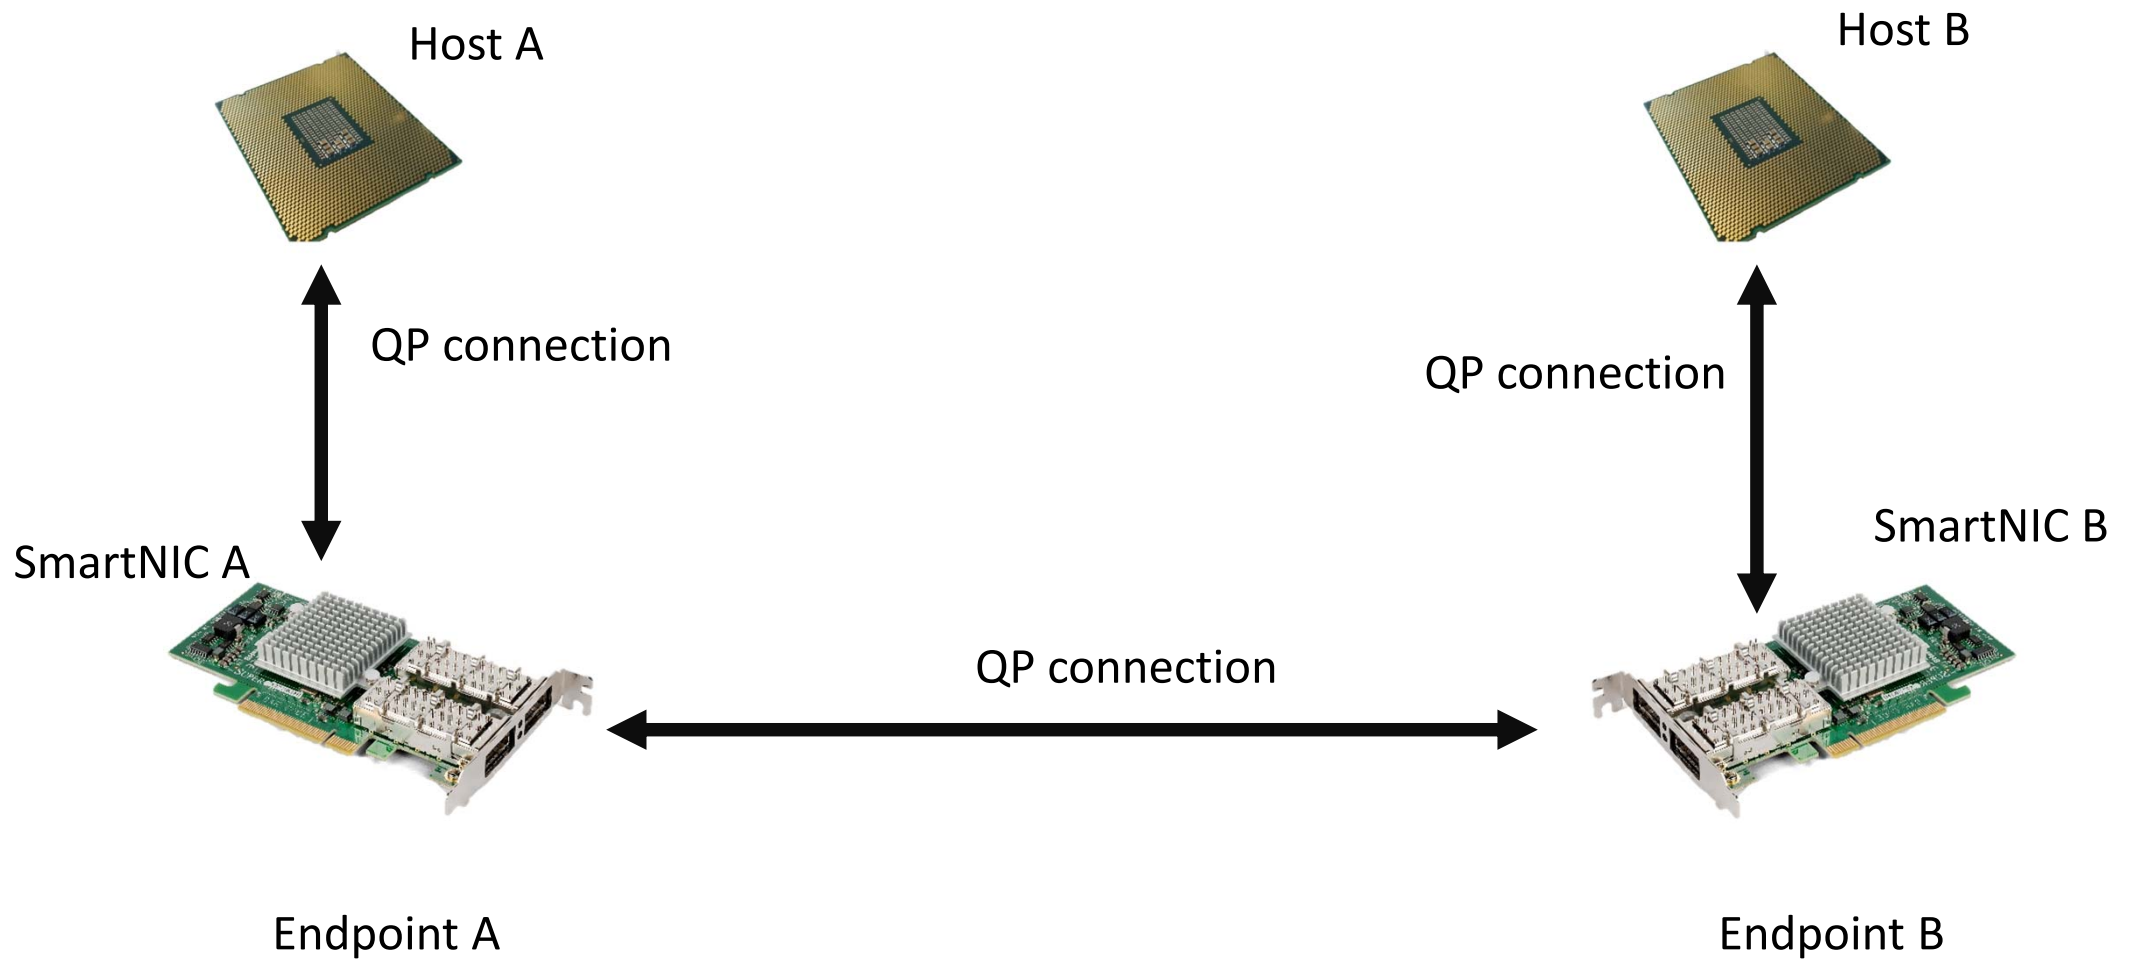 Host A
Host B
QP connection
QP connection
SmartNIC A
SmartNIC B
QP connection
Endpoint A
Endpoint B